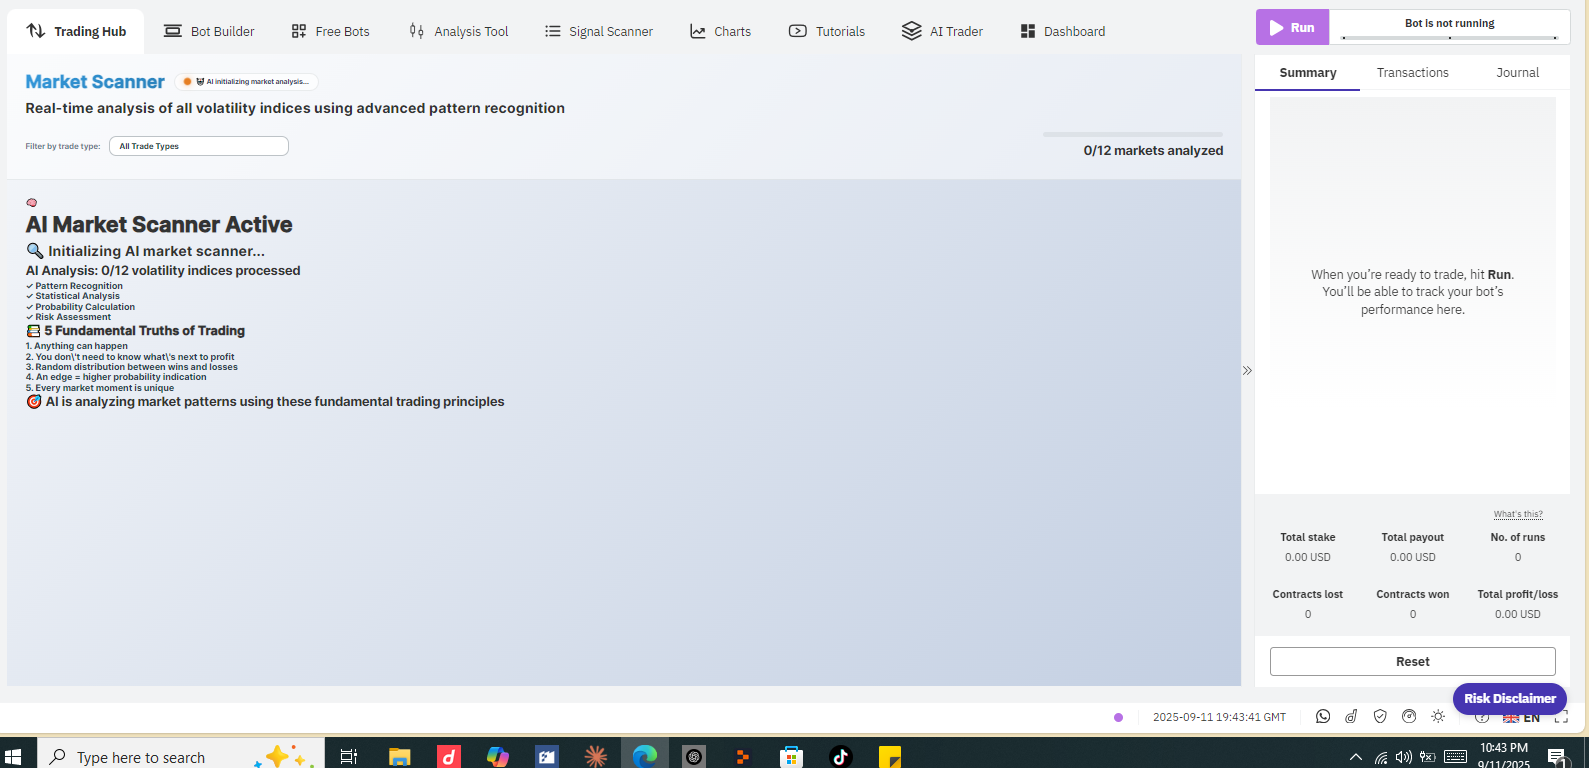 Trading Hub
Bot Builder
Free Bots
Analysis Tool
Signal Scanner
Charts
Tutorials
AI Trader
Dashboard
Run
Bot is not running
Market Scanner
AI initializing market analysis...
Real-time analysis of all volatility indices using advanced pattern recognition
Filter by trade type:
All Trade Types
0/12 markets analyzed
Summary
Transactions
Journal
AI Market Scanner Active
Initializing AI market scanner...
AI Analysis: 0/12 volatility indices processed
✓ Pattern Recognition
✓ Statistical Analysis
✓ Probability Calculation
✓ Risk Assessment
5 Fundamental Truths of Trading
1. Anything can happen
2. You don\'t need to know what\'s next to profit
3. Random distribution between wins and losses
4. An edge = higher probability indication
5. Every market moment is unique
AI is analyzing market patterns using these fundamental trading principles
When you're ready to trade, hit Run.
You'll be able to track your bot's
performance here.
What's this?
Total stake
Total payout
No. of runs
0.00 USD
0.00 USD
0
Contracts lost
Contracts won
Total profit/loss
0
0
0.00 USD
Reset
Risk Disclaimer
2025-09-11 19:43:41 GMT
EN
Type here to search
10:43 PM
9/11/2025